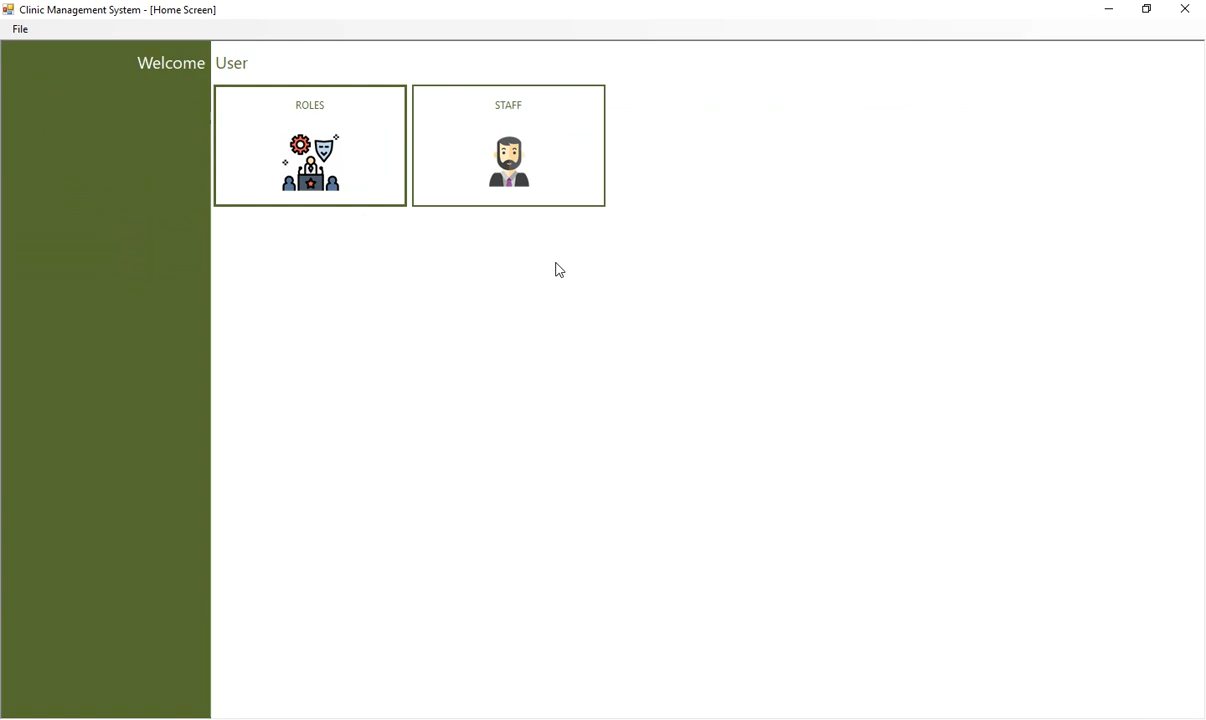 Clinic Management System - [Home Screen]
File
Welcome User
ROLES
STAFF